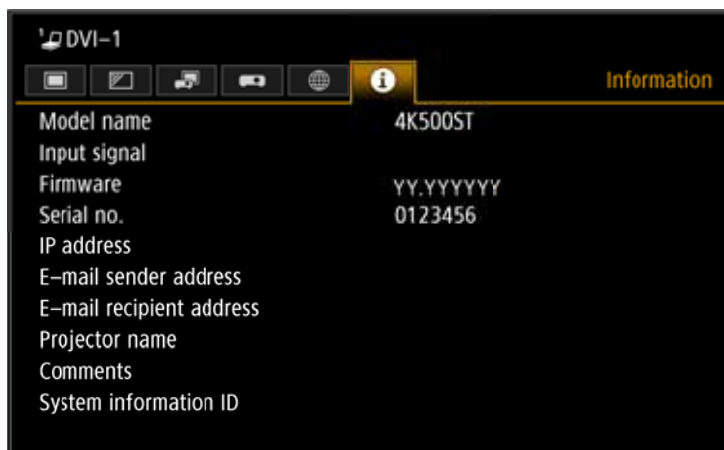 DVI-1
Information
Model name 4K500ST
Input signal
Firmware YY.YYYYYY
Serial no. 0123456
IP address
E-mail sender address
E-mail recipient address
Projector name
Comments
System information ID